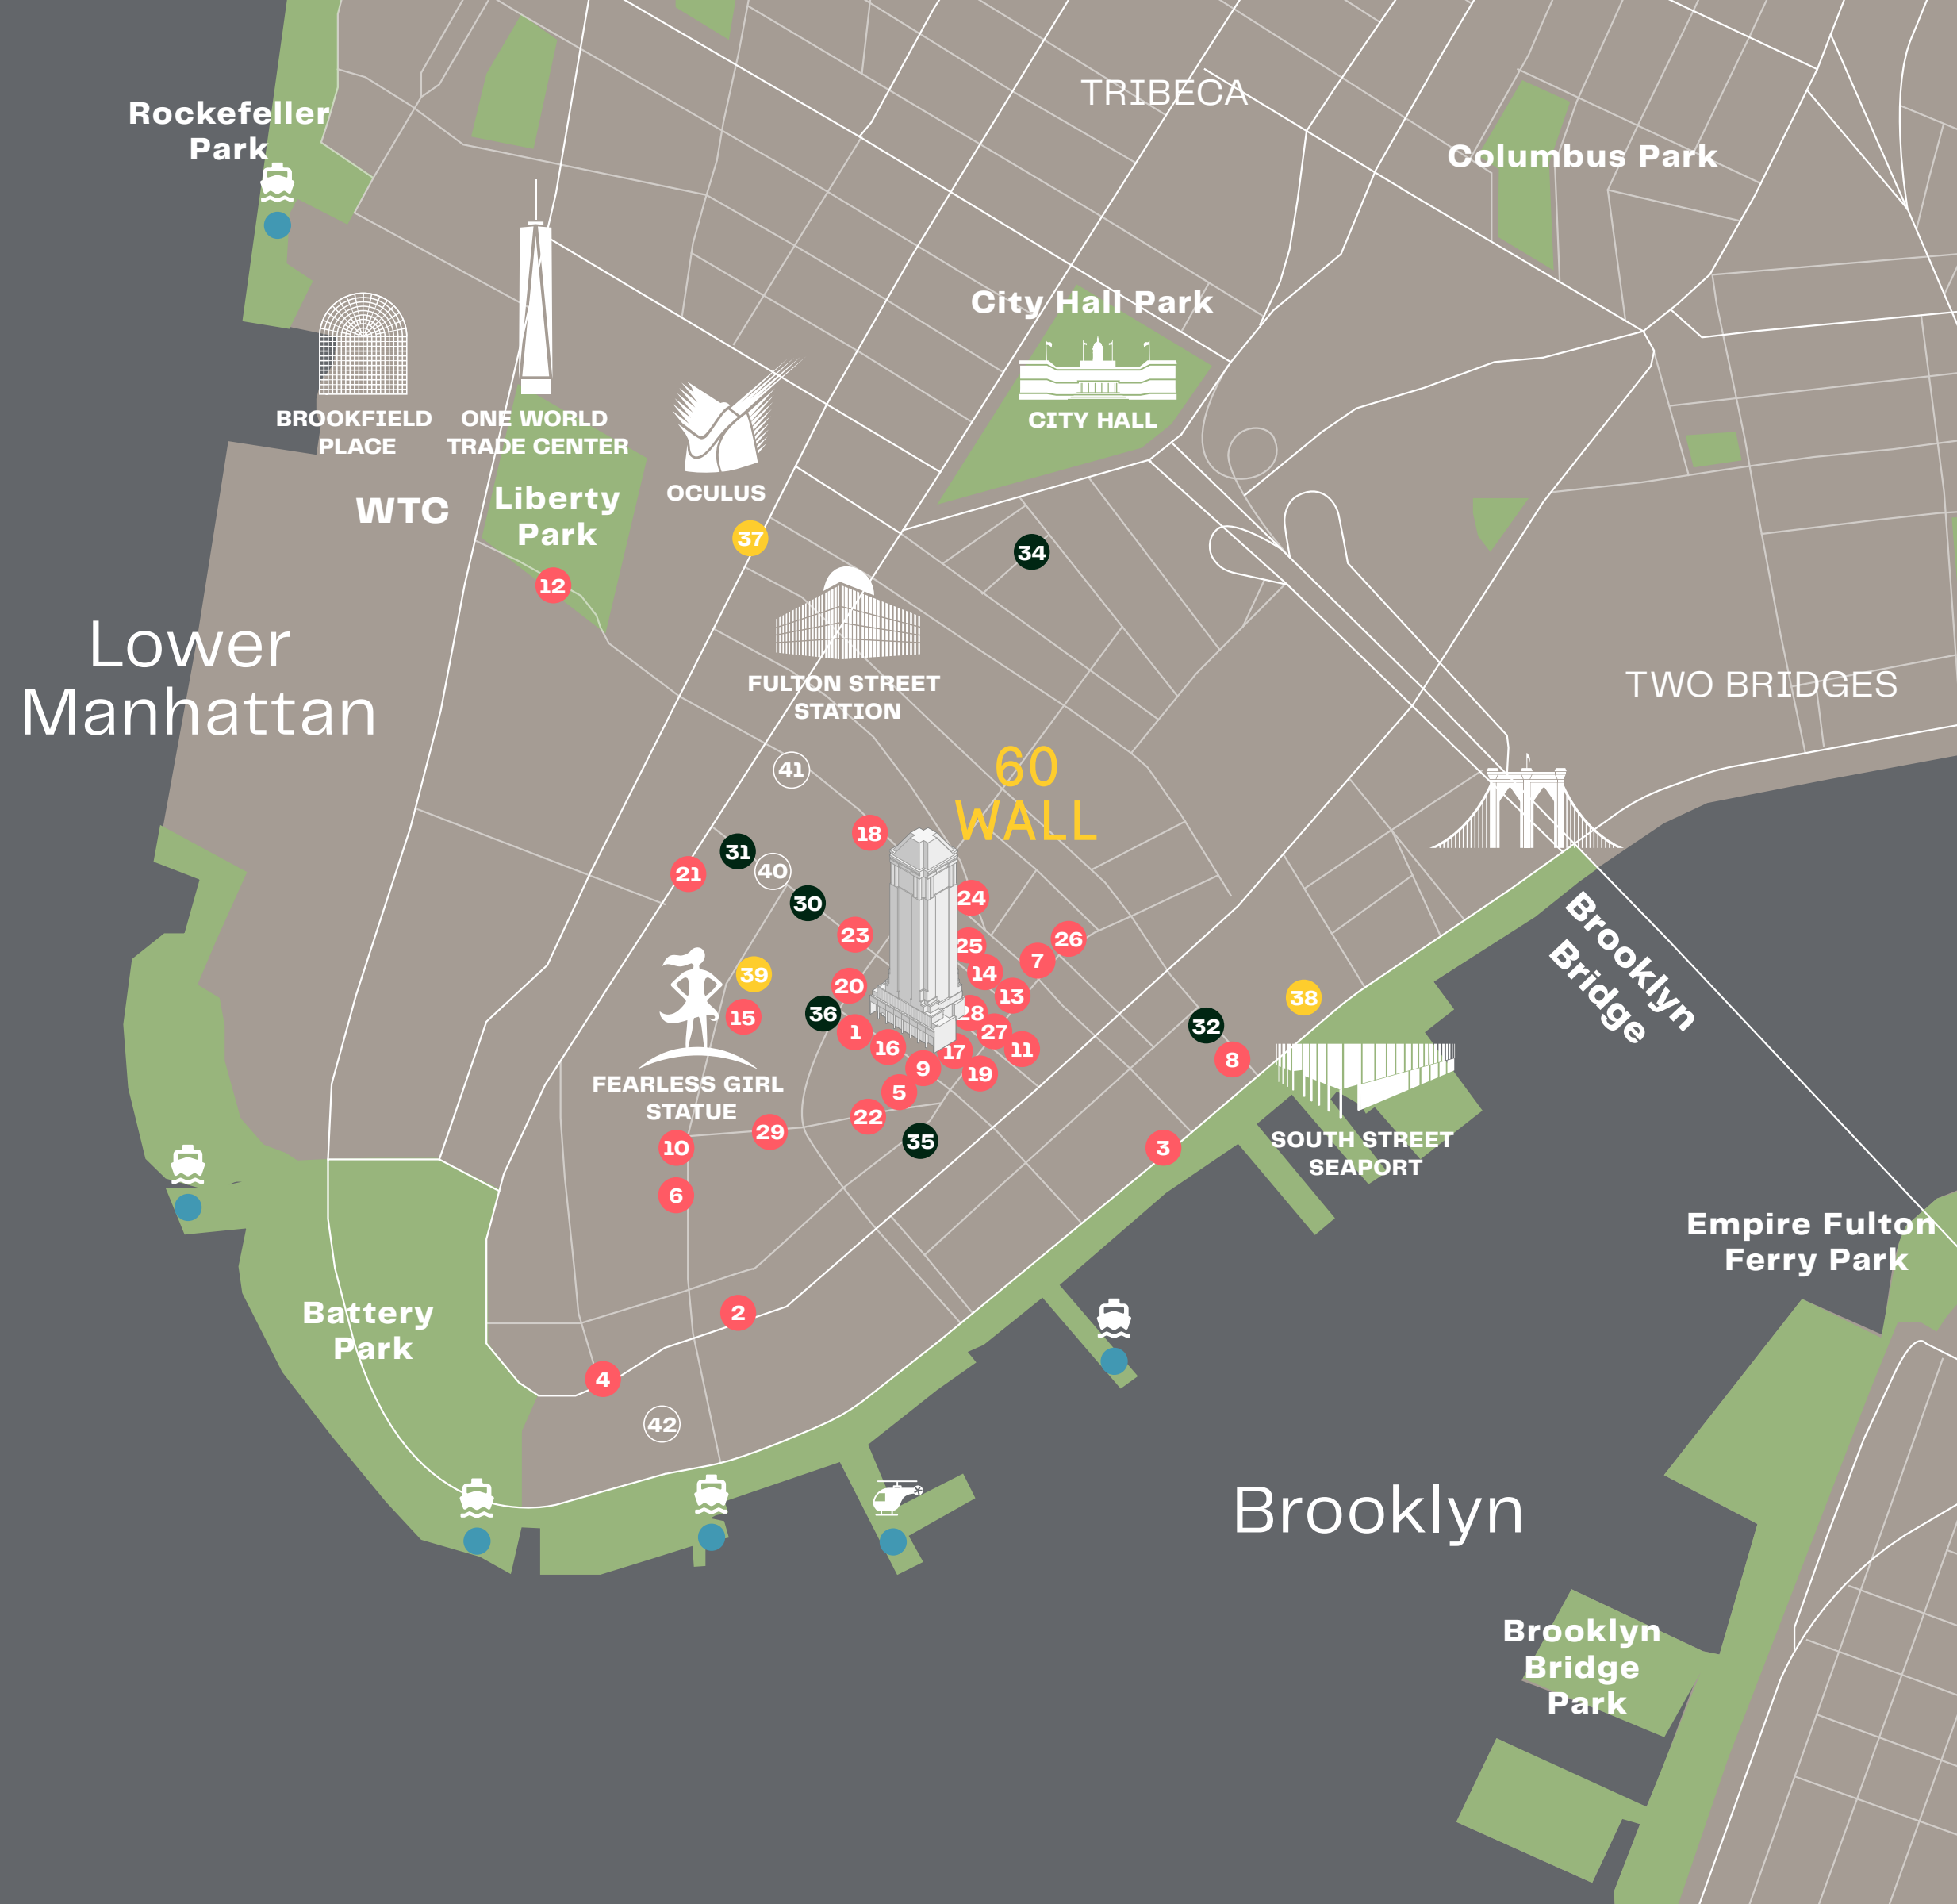 TRIBECA
Rockefeller
Park
Columbus Park
City Hall Park
CITY HALL
BROOKFIELD
PLACE
ONE WORLD
TRADE CENTER
WTC
Liberty
Park
OCULUS
37
34
12
Lower
Manhattan
FULTON STREET
STATION
TWO BRIDGES
60
WALL
41
18
31
21
40
30
24
23
25
26
7
14
39
20
13
38
15
36
28
1
27
32
16
17
11
8
9
19
5
FEARLESS GIRL
STATUE
22
29
10
35
3
6
Brooklyn
Bridge
SOUTH STREET
SEAPORT
Empire Fulton
Ferry Park
Battery
Park
2
4
42
Brooklyn
Brooklyn
Bridge
Park